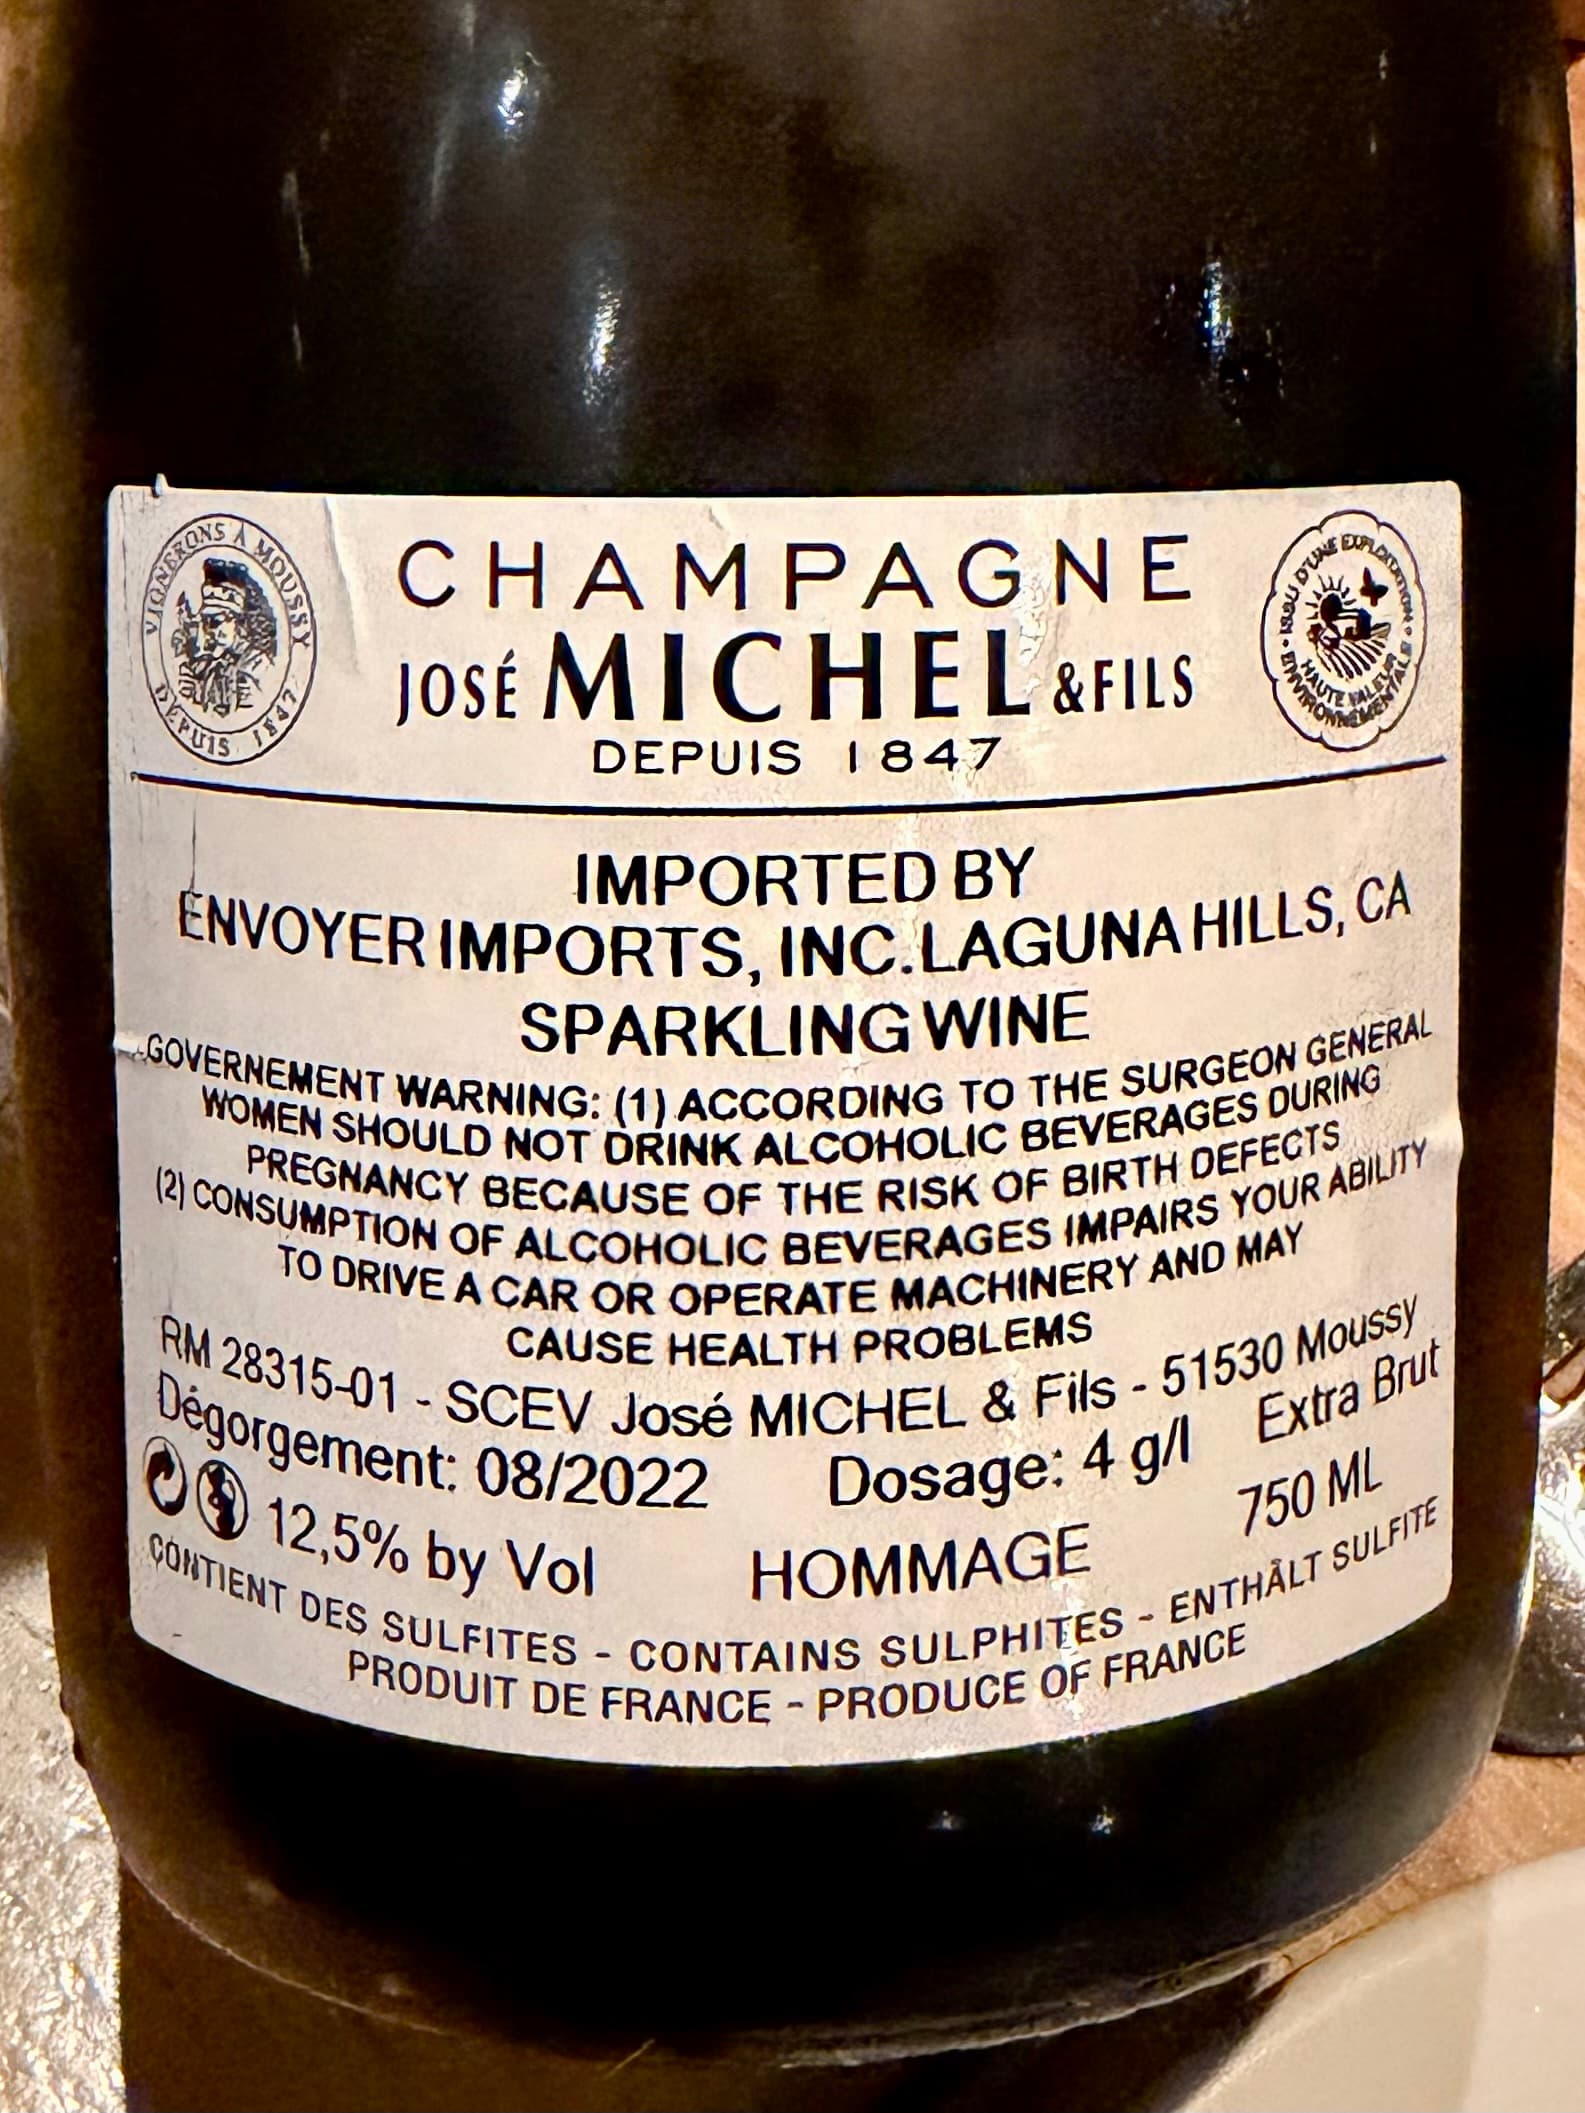 VIGNERONS À MOUSSY
DEPUIS 1847
CHAMPAGNE
JOSÉ MICHEL & FILS
DEPUIS 1847
ISSU D'UNE EXPLOITATION
HAUTE VALEUR
ENVIRONNEMENTALE
IMPORTED BY
ENVOYER IMPORTS, INC. LAGUNA HILLS, CA
SPARKLING WINE
GOVERNEMENT WARNING: (1) ACCORDING TO THE SURGEON GENERAL
WOMEN SHOULD NOT DRINK ALCOHOLIC BEVERAGES DURING
PREGNANCY BECAUSE OF THE RISK OF BIRTH DEFECTS
(2) CONSUMPTION OF ALCOHOLIC BEVERAGES IMPAIRS YOUR ABILITY
TO DRIVE A CAR OR OPERATE MACHINERY AND MAY
CAUSE HEALTH PROBLEMS
RM 28315-01 - SCEV José MICHEL & Fils - 51530 Moussy
Dégorgement: 08/2022 Dosage: 4 g/l Extra Brut
12,5% by Vol HOMMAGE 750 ML
CONTIENT DES SULFITES - CONTAINS SULPHITES - ENTHÄLT SULFITE
PRODUIT DE FRANCE - PRODUCE OF FRANCE